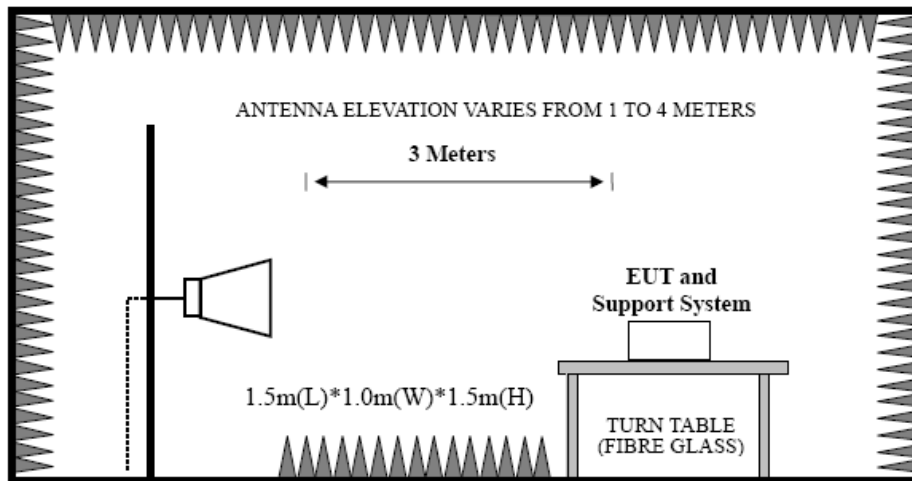 ANTENNA ELEVATION VARIES FROM 1 TO 4 METERS
3 Meters
EUT and
Support System
1.5m(L)*1.0m(W)*1.5m(H)
TURN TABLE
(FIBRE GLASS)